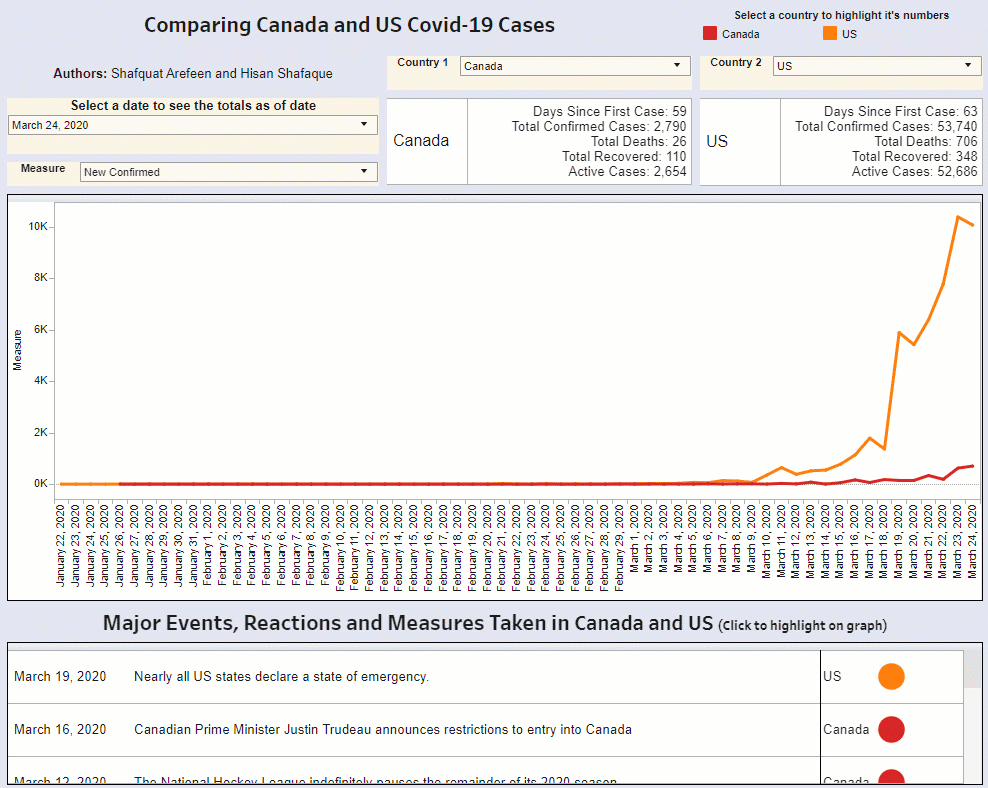 Comparing Canada and US Covid-19 Cases
Select a country to highlight it's numbers
Canada
US
Authors: Shafquat Arefeen and Hisan Shafaque
Country 1
Canada
Country 2
US
Select a date to see the totals as of date
March 24, 2020
Measure
New Confirmed
Canada
Days Since First Case: 59
Total Confirmed Cases: 2,790
Total Deaths: 26
Total Recovered: 110
Active Cases: 2,654
US
Days Since First Case: 63
Total Confirmed Cases: 53,740
Total Deaths: 706
Total Recovered: 348
Active Cases: 52,686
Measure
10K
8K
6K
4K
2K
0K
January 22, 2020
January 23, 2020
January 24, 2020
January 25, 2020
January 26, 2020
January 27, 2020
January 28, 2020
January 29, 2020
January 30, 2020
January 31, 2020
February 1, 2020
February 2, 2020
February 3, 2020
February 4, 2020
February 5, 2020
February 6, 2020
February 7, 2020
February 8, 2020
February 9, 2020
February 10, 2020
February 11, 2020
February 12, 2020
February 13, 2020
February 14, 2020
February 15, 2020
February 16, 2020
February 17, 2020
February 18, 2020
February 19, 2020
February 20, 2020
February 21, 2020
February 22, 2020
February 23, 2020
February 24, 2020
February 25, 2020
February 26, 2020
February 27, 2020
February 28, 2020
February 29, 2020
March 1, 2020
March 2, 2020
March 3, 2020
March 4, 2020
March 5, 2020
March 6, 2020
March 7, 2020
March 8, 2020
March 9, 2020
March 10, 2020
March 11, 2020
March 12, 2020
March 13, 2020
March 14, 2020
March 15, 2020
March 16, 2020
March 17, 2020
March 18, 2020
March 19, 2020
March 20, 2020
March 21, 2020
March 22, 2020
March 23, 2020
March 24, 2020
Major Events, Reactions and Measures Taken in Canada and US (Click to highlight on graph)
March 19, 2020 Nearly all US states declare a state of emergency. US
March 16, 2020 Canadian Prime Minister Justin Trudeau announces restrictions to entry into Canada Canada
March 12, 2020 The National Hockey League indefinitely pauses the remainder of its 2020 season Canada